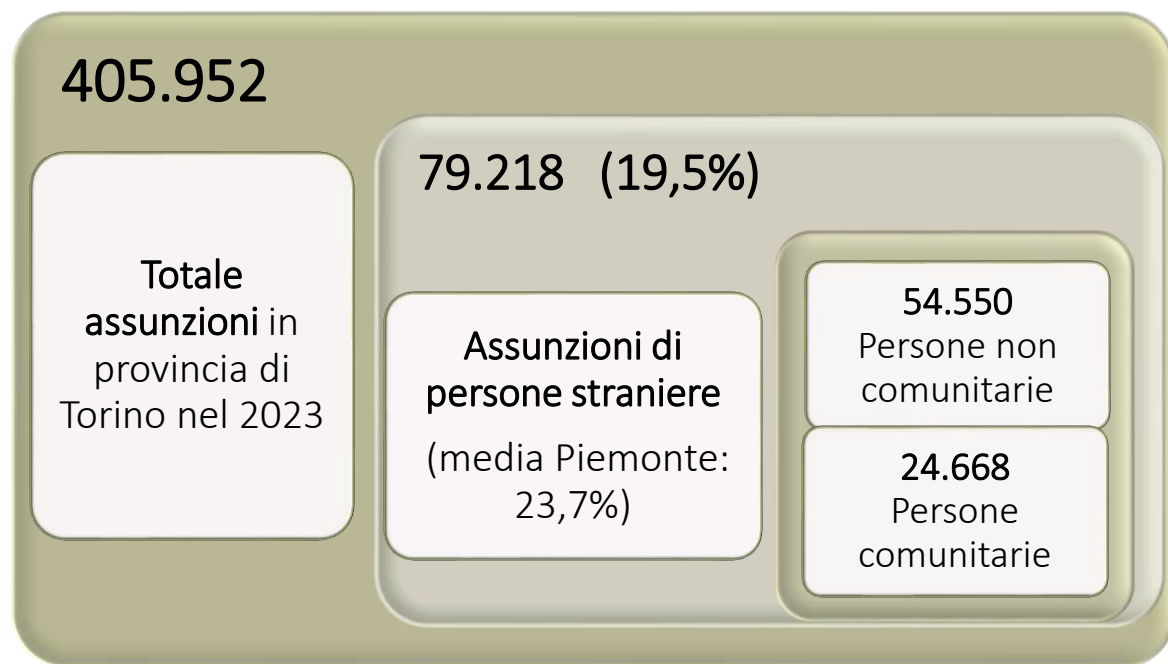 405.952
Totale
assunzioni in
provincia di
Torino nel 2023
79.218 (19,5%)
Assunzioni di
persone straniere
(media Piemonte:
23,7%)
54.550
Persone non
comunitarie
24.668
Persone
comunitarie